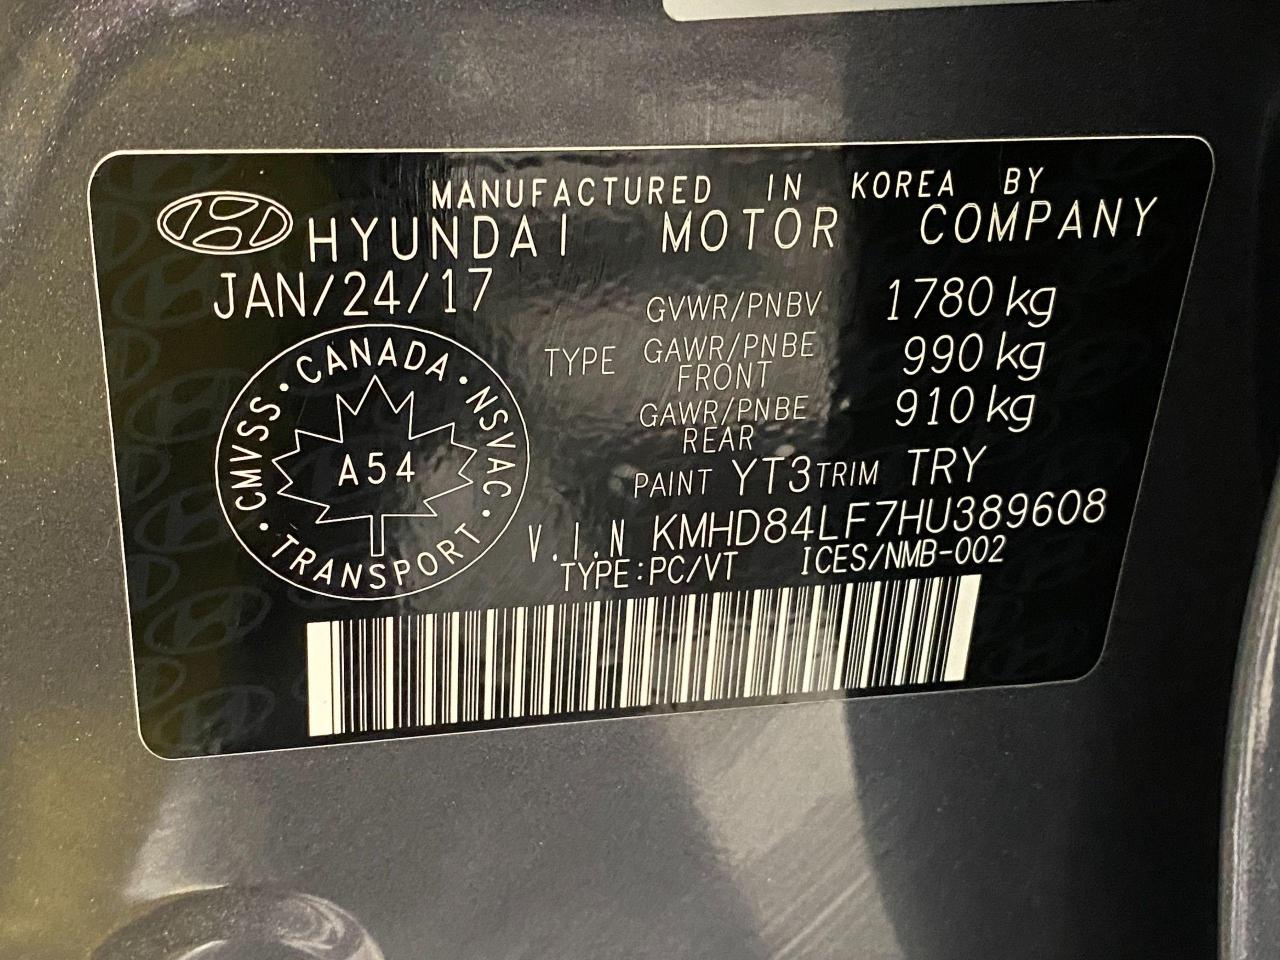 MANUFACTURED IN KOREA BY
HYUNDAI MOTOR COMPANY
JAN/24/17
GVWR/PNBV 1780 kg
TYPE GAWR/PNBE FRONT 990 kg
GAWR/PNBE REAR 910 kg
PAINT YT3 TRIM TRY
V.I.N KMHD84LF7HU389608
TYPE:PC/VT ICES/NMB-002
CANADA · NSVAC · TRANSPORT · CMVSS ·
A54